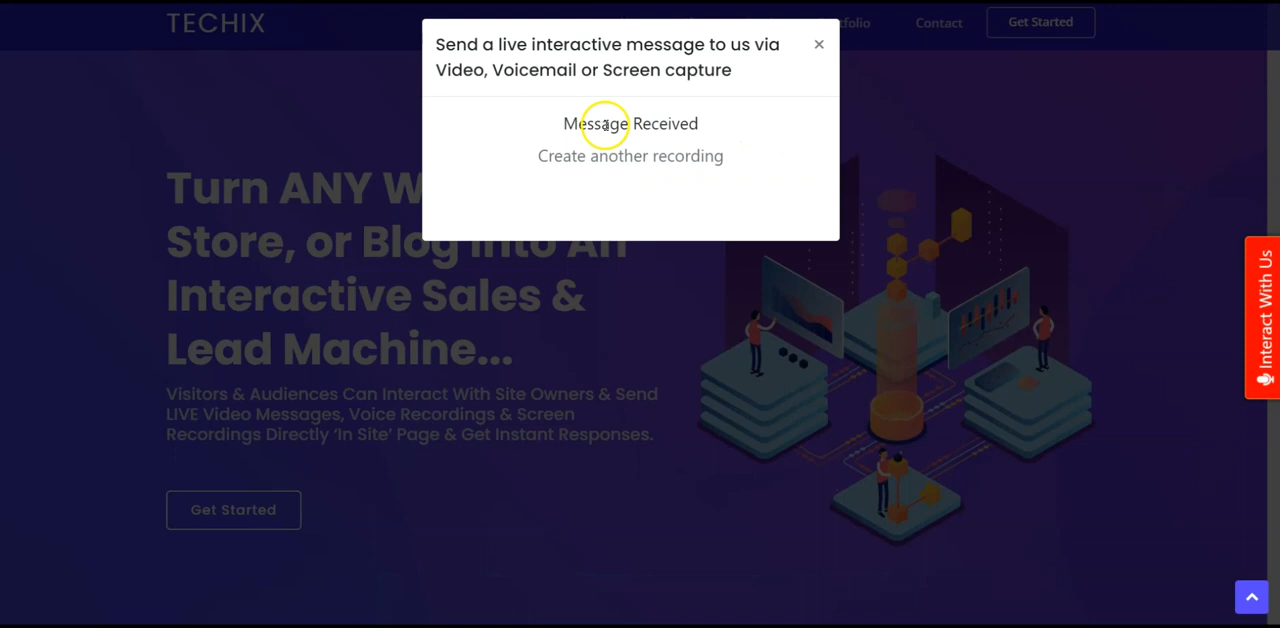 TECHIX
tfolio
Contact
Get Started
Send a live interactive message to us via
Video, Voicemail or Screen capture
×
Message Received
Create another recording
Turn ANY W
Store, or Blog Into An
Interactive Sales &
Lead Machine...
Visitors & Audiences Can Interact With Site Owners & Send
LIVE Video Messages, Voice Recordings & Screen
Recordings Directly ‘In Site’ Page & Get Instant Responses.
Get Started
Interact With Us